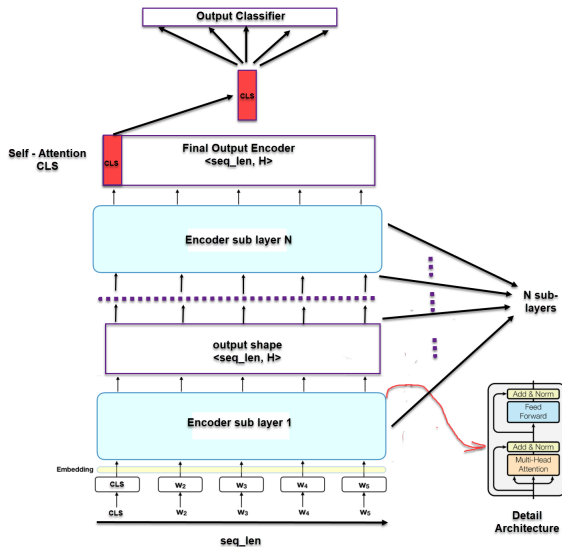 Output Classifier
CLS
Self - Attention
CLS
CLS
Final Output Encoder
<seq_len, H>
Encoder sub layer N
N sub-
layers
output shape
<seq_len, H>
Encoder sub layer 1
Add & Norm
Feed
Forward
Add & Norm
Multi-Head
Attention
Embedding
CLS w2 w3 w4 w5
CLS w2 w3 w4 w5
seq_len
Detail
Architecture